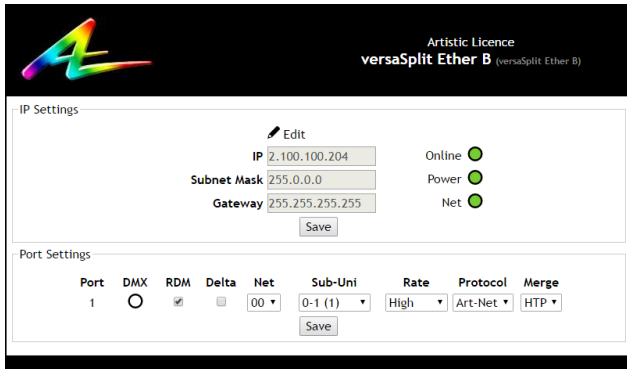 Artistic Licence
versaSplit Ether B (versaSplit Ether B)
IP Settings
Edit
IP 2.100.100.204 Online
Subnet Mask 255.0.0.0 Power
Gateway 255.255.255.255 Net
Save
Port Settings
Port DMX RDM Delta Net Sub-Uni Rate Protocol Merge
1 00 0-1 (1) High Art-Net HTP
Save